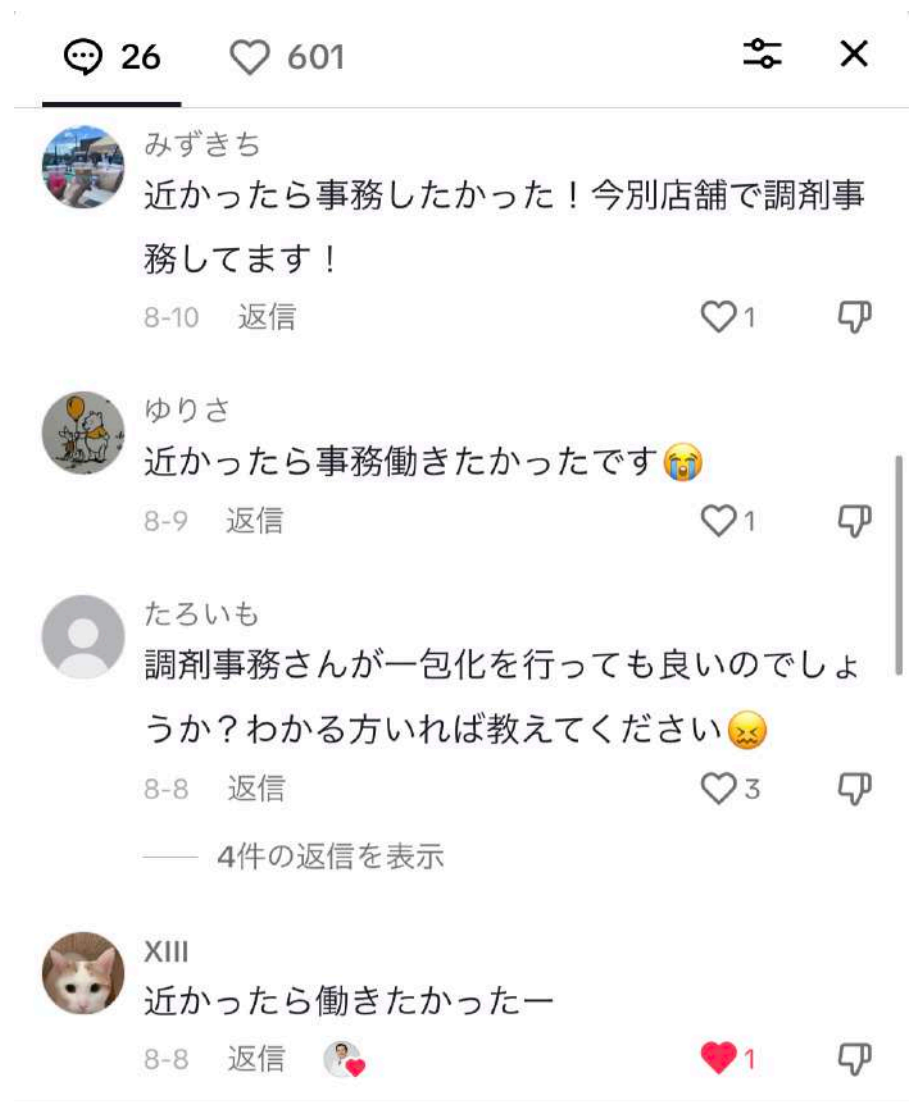 26 601
みずきち
近かったら事務したかった！今別店舗で調剤事
務してます！
8-10 返信 1
ゆりさ
近かったら事務働きたかったです😭
8-9 返信 1
たろいも
調剤事務さんが一包化を行っても良いのでしょ
うか？わかる方いれば教えてください😖
8-8 返信 3
4件の返信を表示
XIII
近かったら働きたかったー
8-8 返信 1